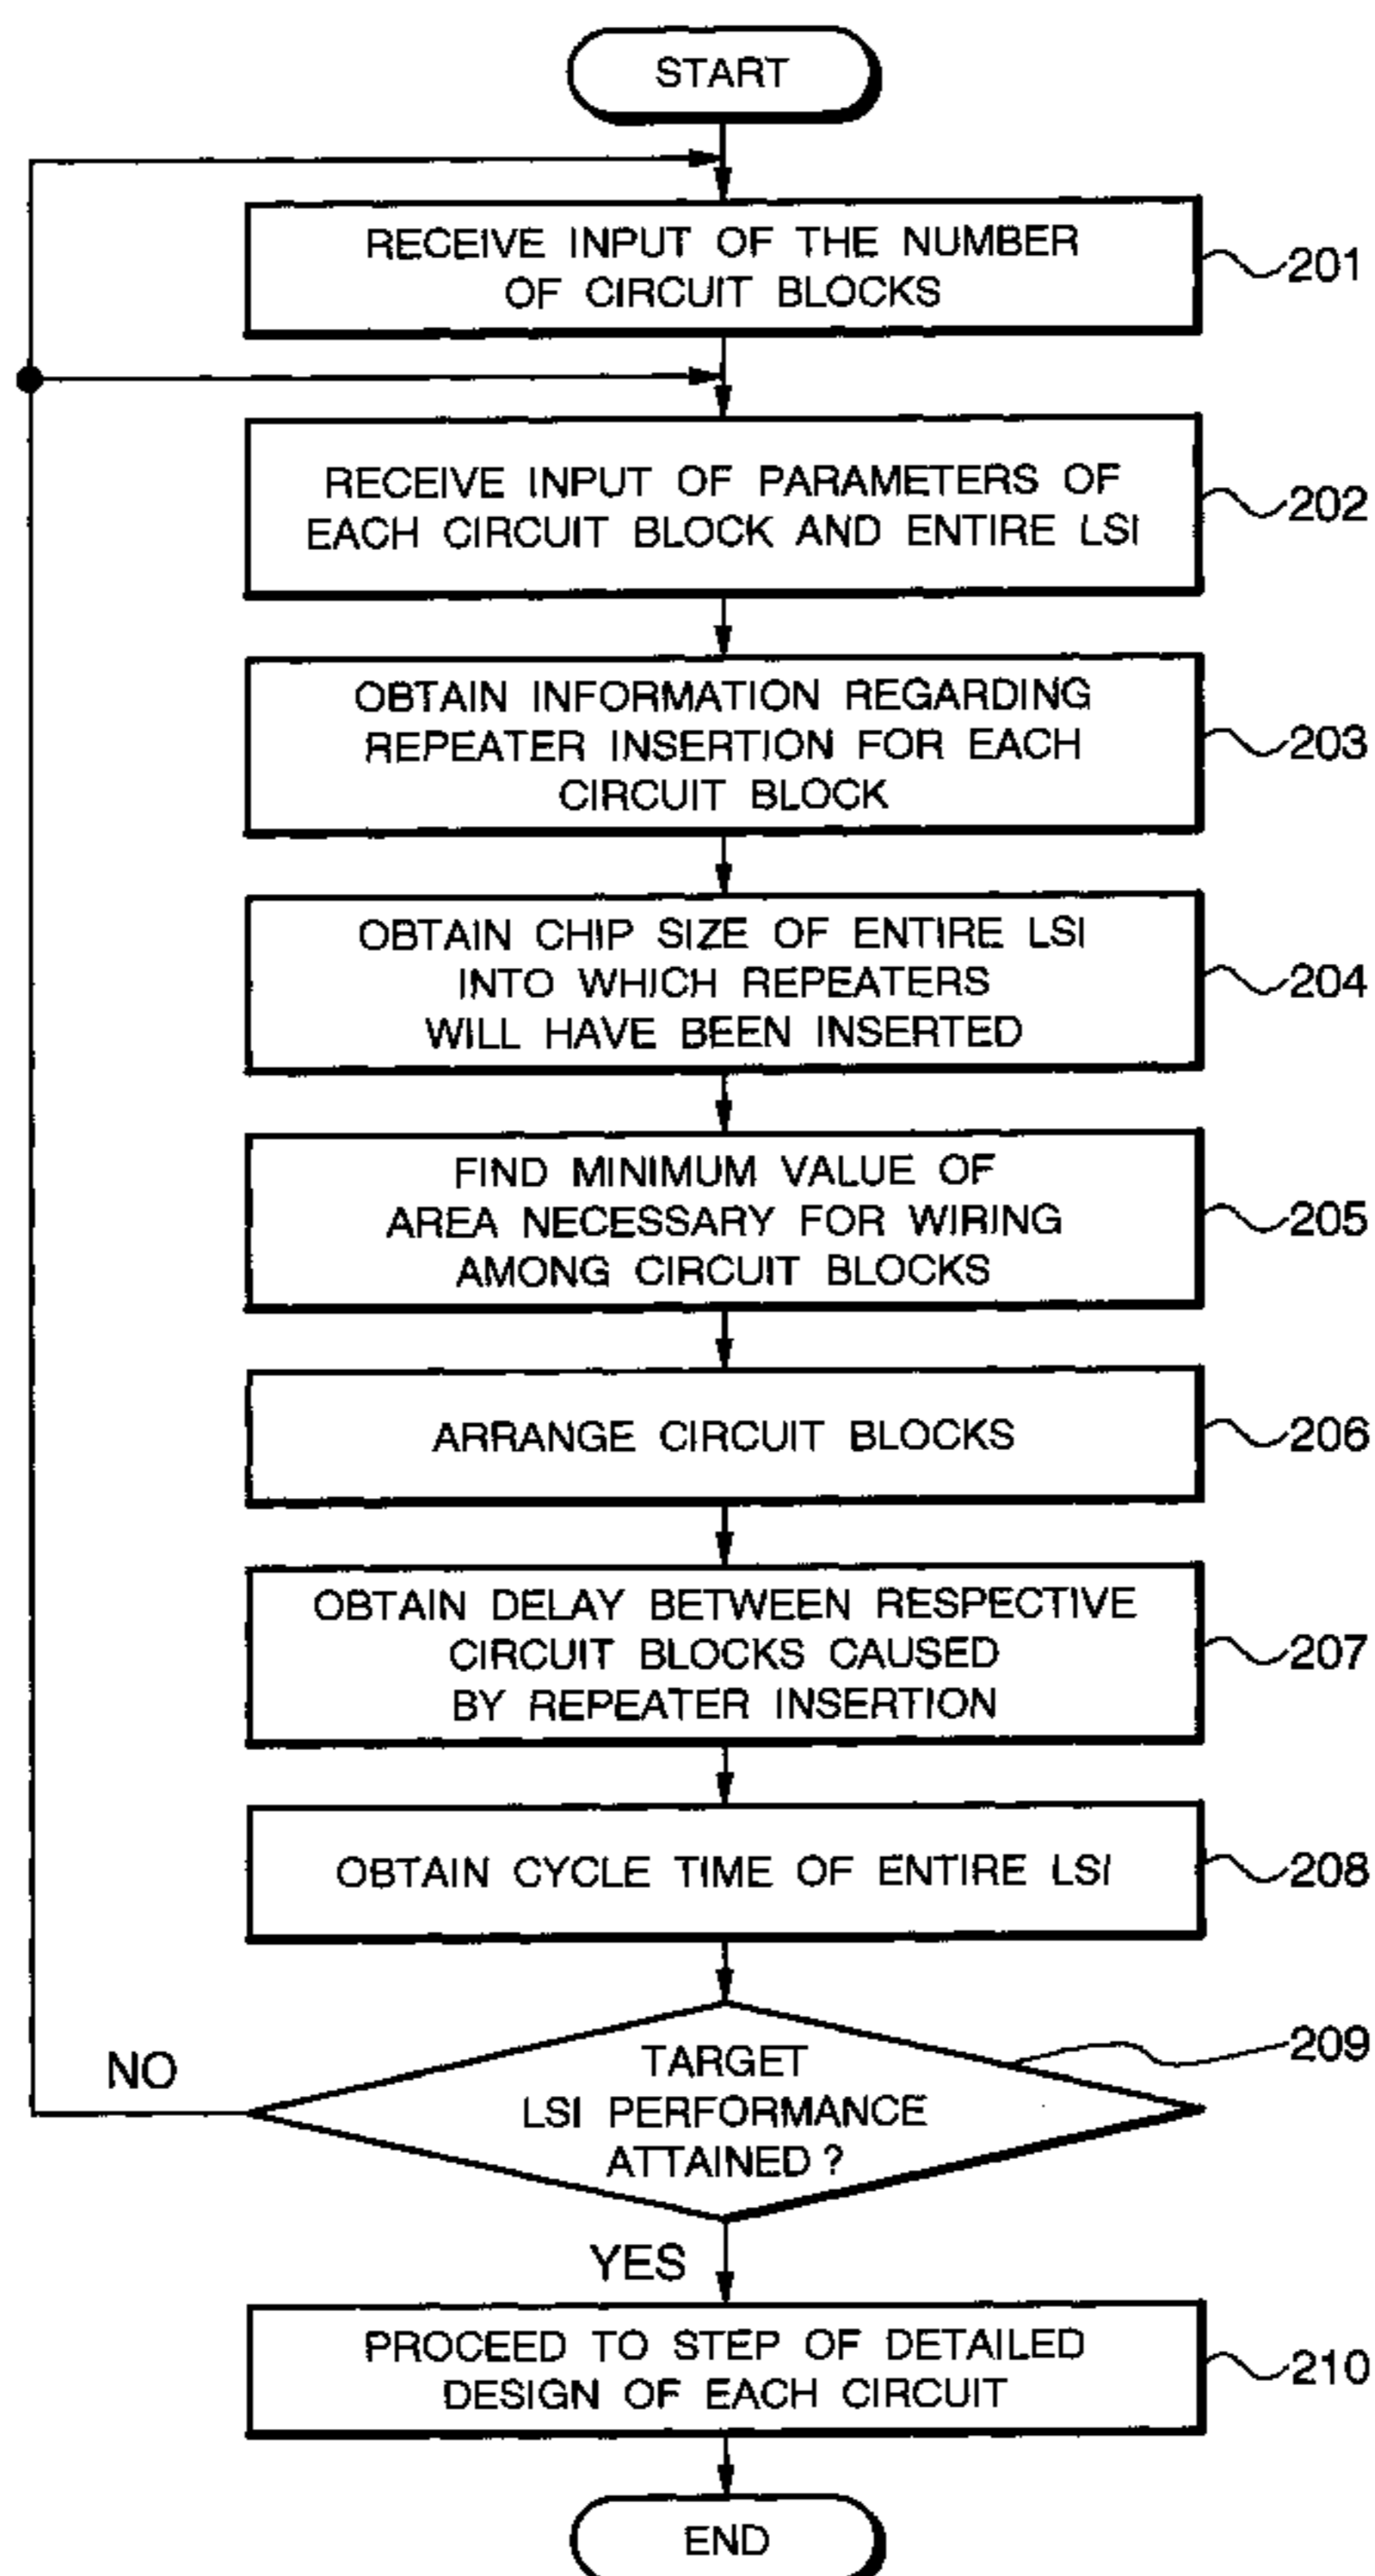 START
RECEIVE INPUT OF THE NUMBER
OF CIRCUIT BLOCKS
201
RECEIVE INPUT OF PARAMETERS OF
EACH CIRCUIT BLOCK AND ENTIRE LSI
202
OBTAIN INFORMATION REGARDING
REPEATER INSERTION FOR EACH
CIRCUIT BLOCK
203
OBTAIN CHIP SIZE OF ENTIRE LSI
INTO WHICH REPEATERS
WILL HAVE BEEN INSERTED
204
FIND MINIMUM VALUE OF
AREA NECESSARY FOR WIRING
AMONG CIRCUIT BLOCKS
205
ARRANGE CIRCUIT BLOCKS
206
OBTAIN DELAY BETWEEN RESPECTIVE
CIRCUIT BLOCKS CAUSED
BY REPEATER INSERTION
207
OBTAIN CYCLE TIME OF ENTIRE LSI
208
TARGET
LSI PERFORMANCE
ATTAINED ?
209
NO
YES
PROCEED TO STEP OF DETAILED
DESIGN OF EACH CIRCUIT
210
END